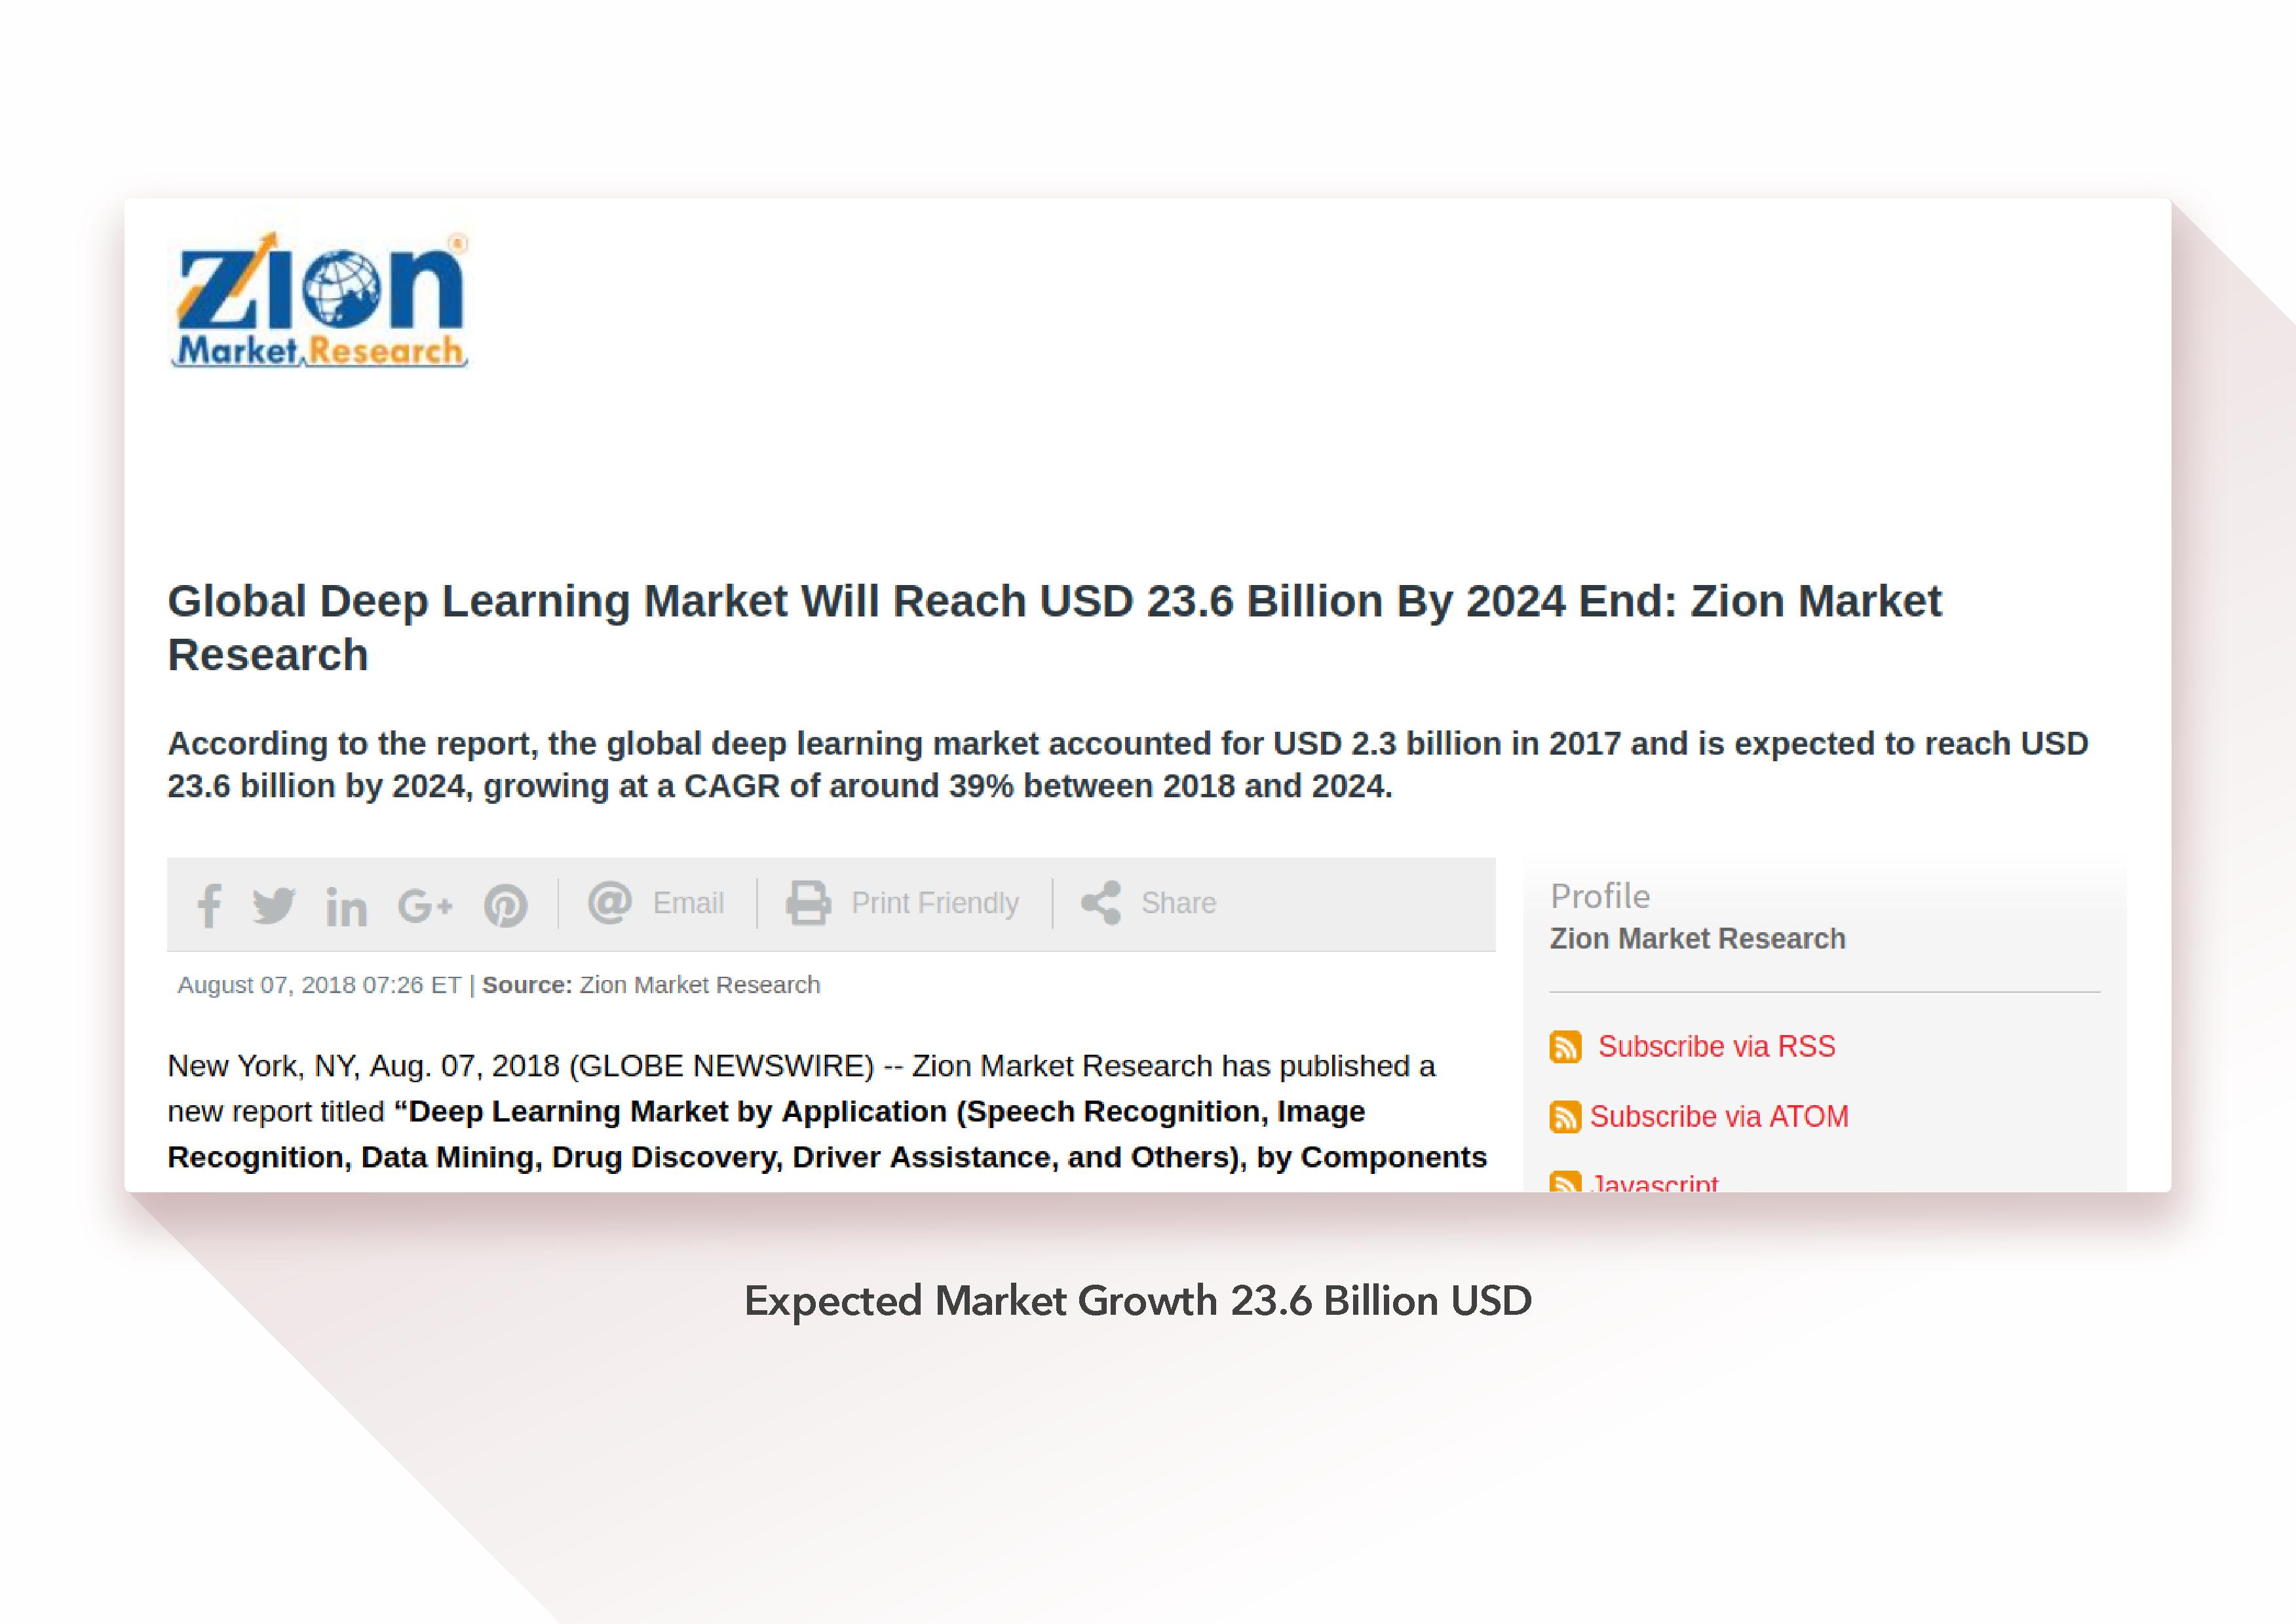 Zion®
Market Research
Global Deep Learning Market Will Reach USD 23.6 Billion By 2024 End: Zion Market
Research
According to the report, the global deep learning market accounted for USD 2.3 billion in 2017 and is expected to reach USD
23.6 billion by 2024, growing at a CAGR of around 39% between 2018 and 2024.
Email Print Friendly Share
August 07, 2018 07:26 ET | Source: Zion Market Research
New York, NY, Aug. 07, 2018 (GLOBE NEWSWIRE) -- Zion Market Research has published a
new report titled “Deep Learning Market by Application (Speech Recognition, Image
Recognition, Data Mining, Drug Discovery, Driver Assistance, and Others), by Components
Profile
Zion Market Research
Subscribe via RSS
Subscribe via ATOM
Javascript
Expected Market Growth 23.6 Billion USD